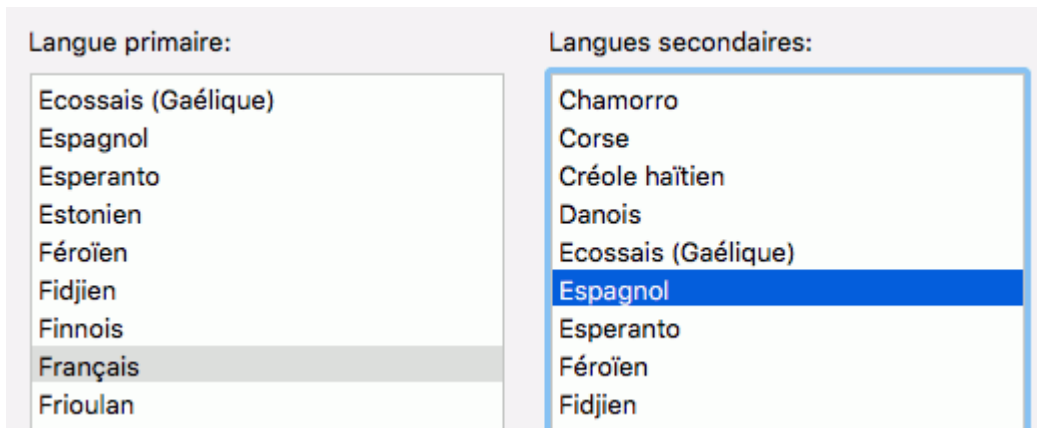 Langue primaire:
Ecossais (Gaélique)
Espagnol
Esperanto
Estonien
Féroïen
Fidjien
Finnois
Français
Frioulan
Langues secondaires:
Chamorro
Corse
Créole haïtien
Danois
Ecossais (Gaélique)
Espagnol
Esperanto
Féroïen
Fidjien